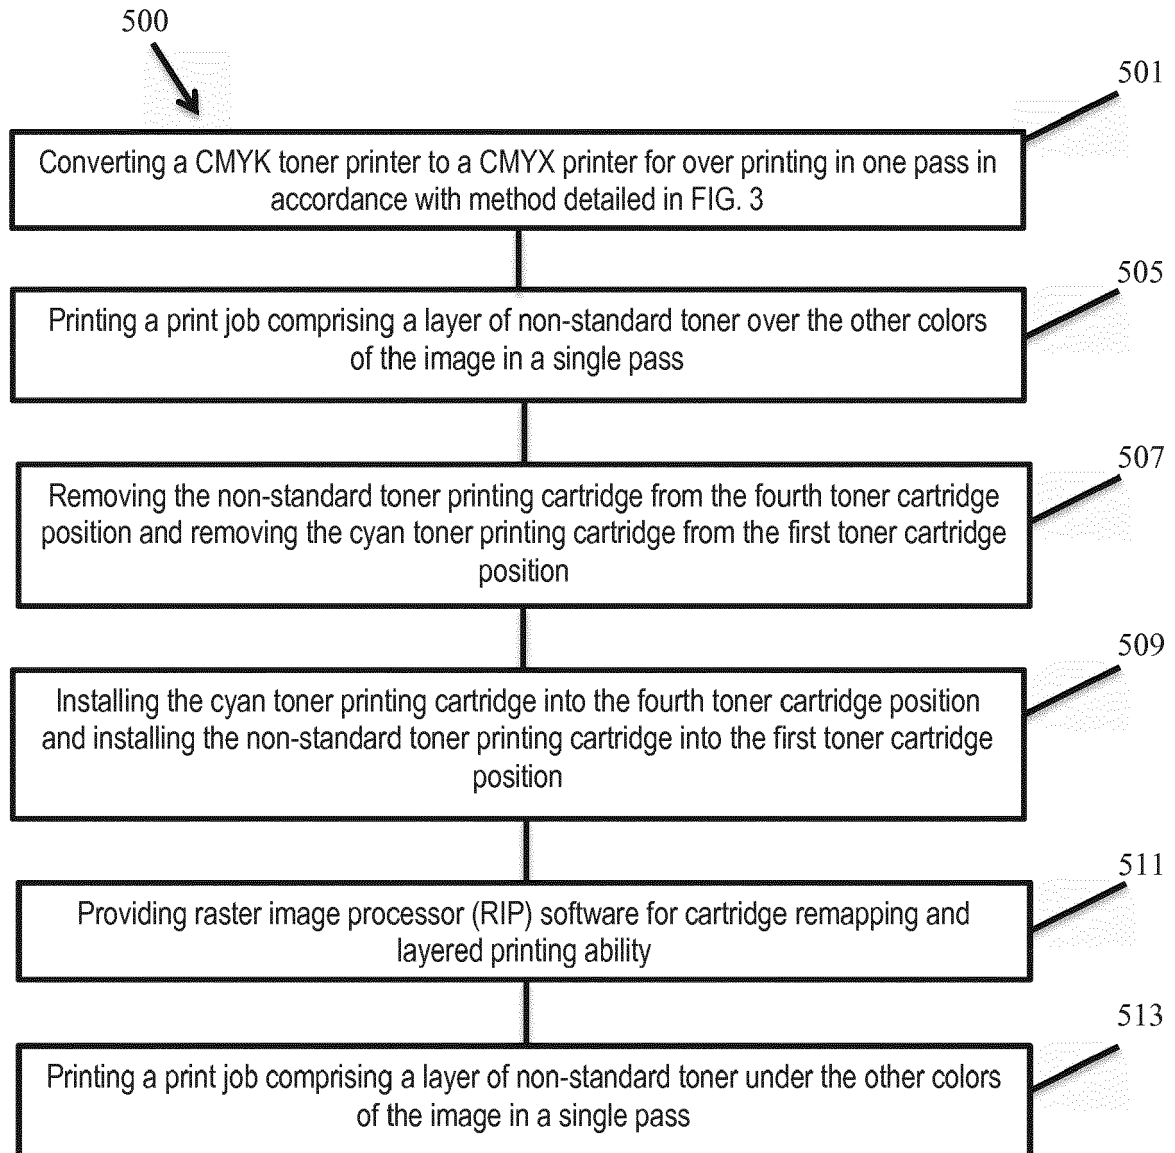 500
501
Converting a CMYK toner printer to a CMYX printer for over printing in one pass in
accordance with method detailed in FIG. 3
505
Printing a print job comprising a layer of non-standard toner over the other colors
of the image in a single pass
507
Removing the non-standard toner printing cartridge from the fourth toner cartridge
position and removing the cyan toner printing cartridge from the first toner cartridge
position
509
Installing the cyan toner printing cartridge into the fourth toner cartridge position
and installing the non-standard toner printing cartridge into the first toner cartridge
position
511
Providing raster image processor (RIP) software for cartridge remapping and
layered printing ability
513
Printing a print job comprising a layer of non-standard toner under the other colors
of the image in a single pass